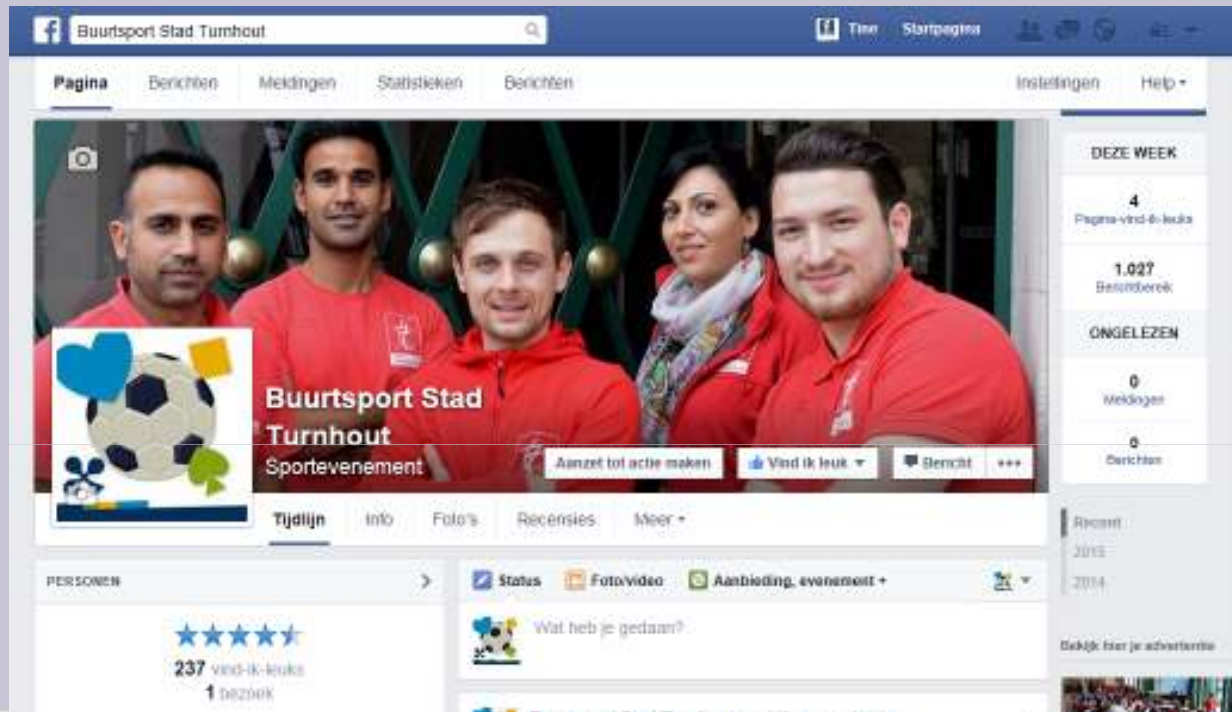 Buurtsport Stad Turnhout
Tine Startpagina
Pagina Berichten Meldingen Statistieken Berichten Instellingen Help
DEZE WEEK
4
Pagina-vind-ik-leuks
1.027
Berichtbereik
ONGELEZEN
0
Meldingen
0
Berichten
Buurtsport Stad
Turnhout
Sportevenement
Aanzet tot actie maken Vind ik leuk Bericht
Tijdlijn Info Foto's Recensies Meer
Recent
2015
2014
PERSONEN
Status Foto/video Aanbieding, evenement +
Wat heb je gedaan?
237 vind-ik-leuks
1 bezoek
Bekijk hier je advertentie